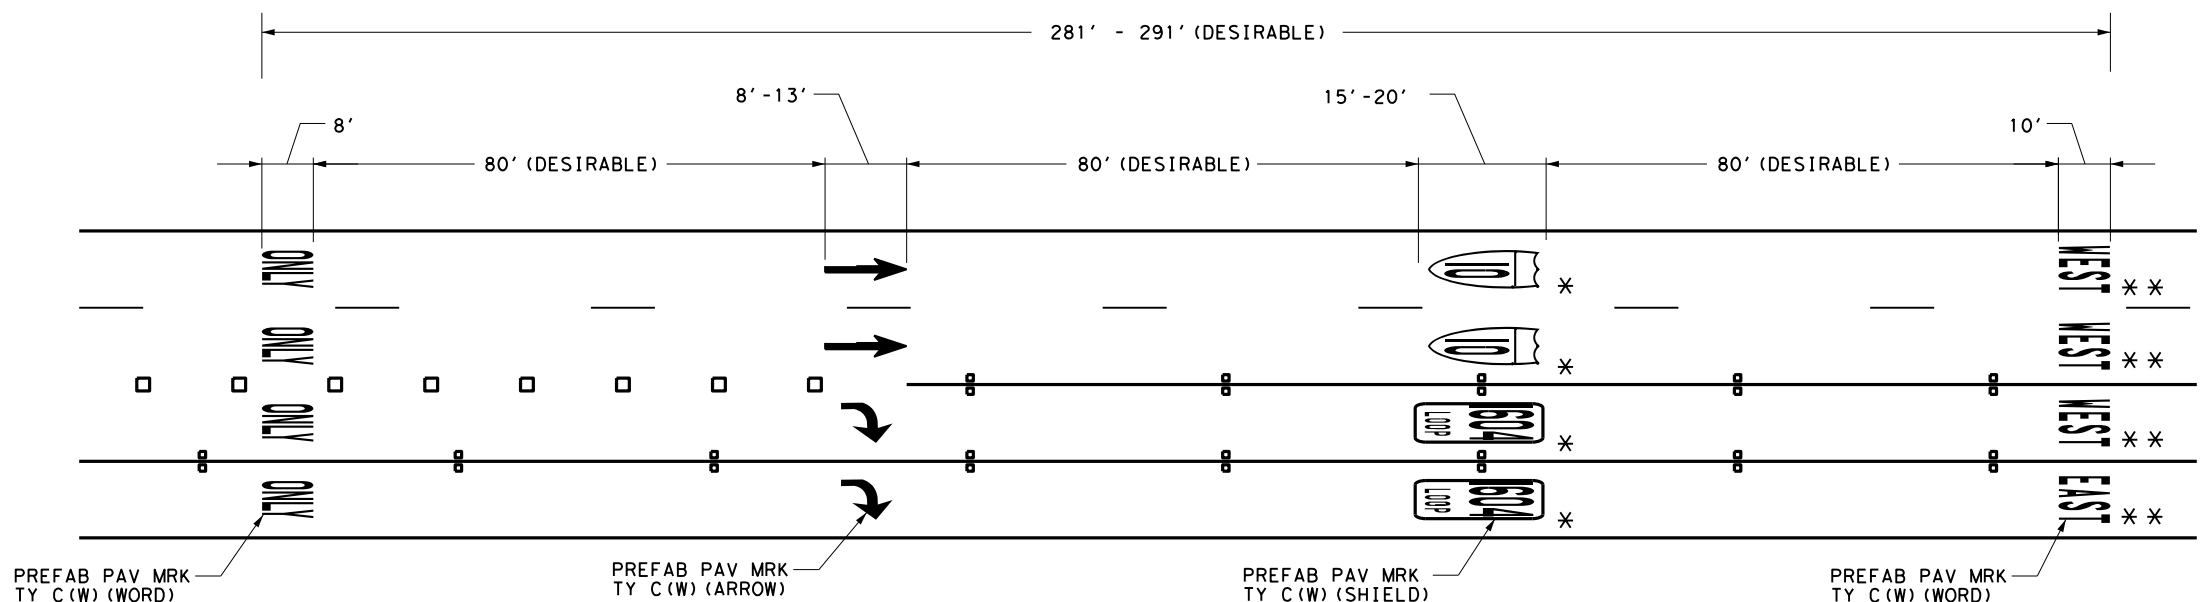 281' - 291' (DESIRABLE)
8'-13'
15'-20'
8'
10'
80' (DESIRABLE)
80' (DESIRABLE)
80' (DESIRABLE)
ONLY
10
*
WEST
**
ONLY
10
*
WEST
**
ONLY
1604
LOOP
*
WEST
**
ONLY
1604
LOOP
*
EAST
**
PREFAB PAV MRK
TY C(W) (WORD)
PREFAB PAV MRK
TY C(W) (ARROW)
PREFAB PAV MRK
TY C(W) (SHIELD)
PREFAB PAV MRK
TY C(W) (WORD)